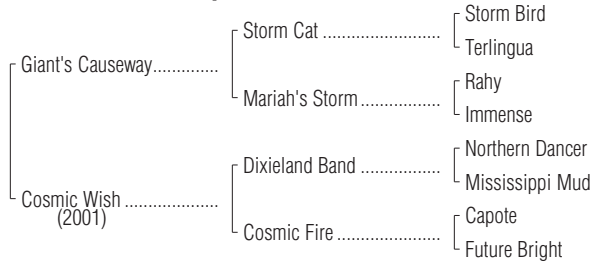 Storm Bird
Storm Cat ........................
Terlingua
Giant's Causeway..............
Rahy
Mariah's Storm ................
Immense
Northern Dancer
Dixieland Band ................
Mississippi Mud
Cosmic Wish ....................
(2001)
Capote
Cosmic Fire .....................
Future Bright